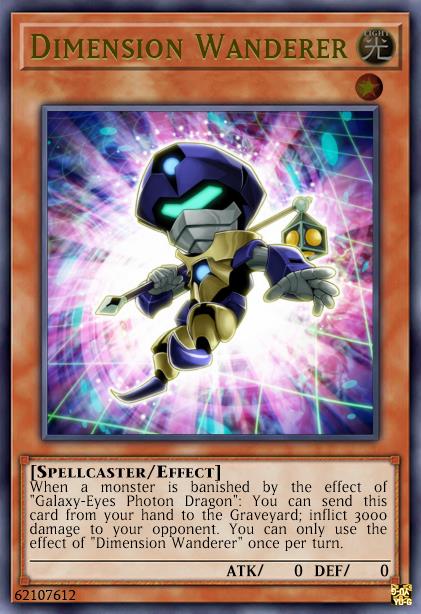 DIMENSION WANDERER
LIGHT
光
[SPELLCASTER/EFFECT]
When a monster is banished by the effect of
"Galaxy-Eyes Photon Dragon": You can send this
card from your hand to the Graveyard; inflict 3000
damage to your opponent. You can only use the
effect of "Dimension Wanderer" once per turn.
ATK/ 0 DEF/ 0
62107612